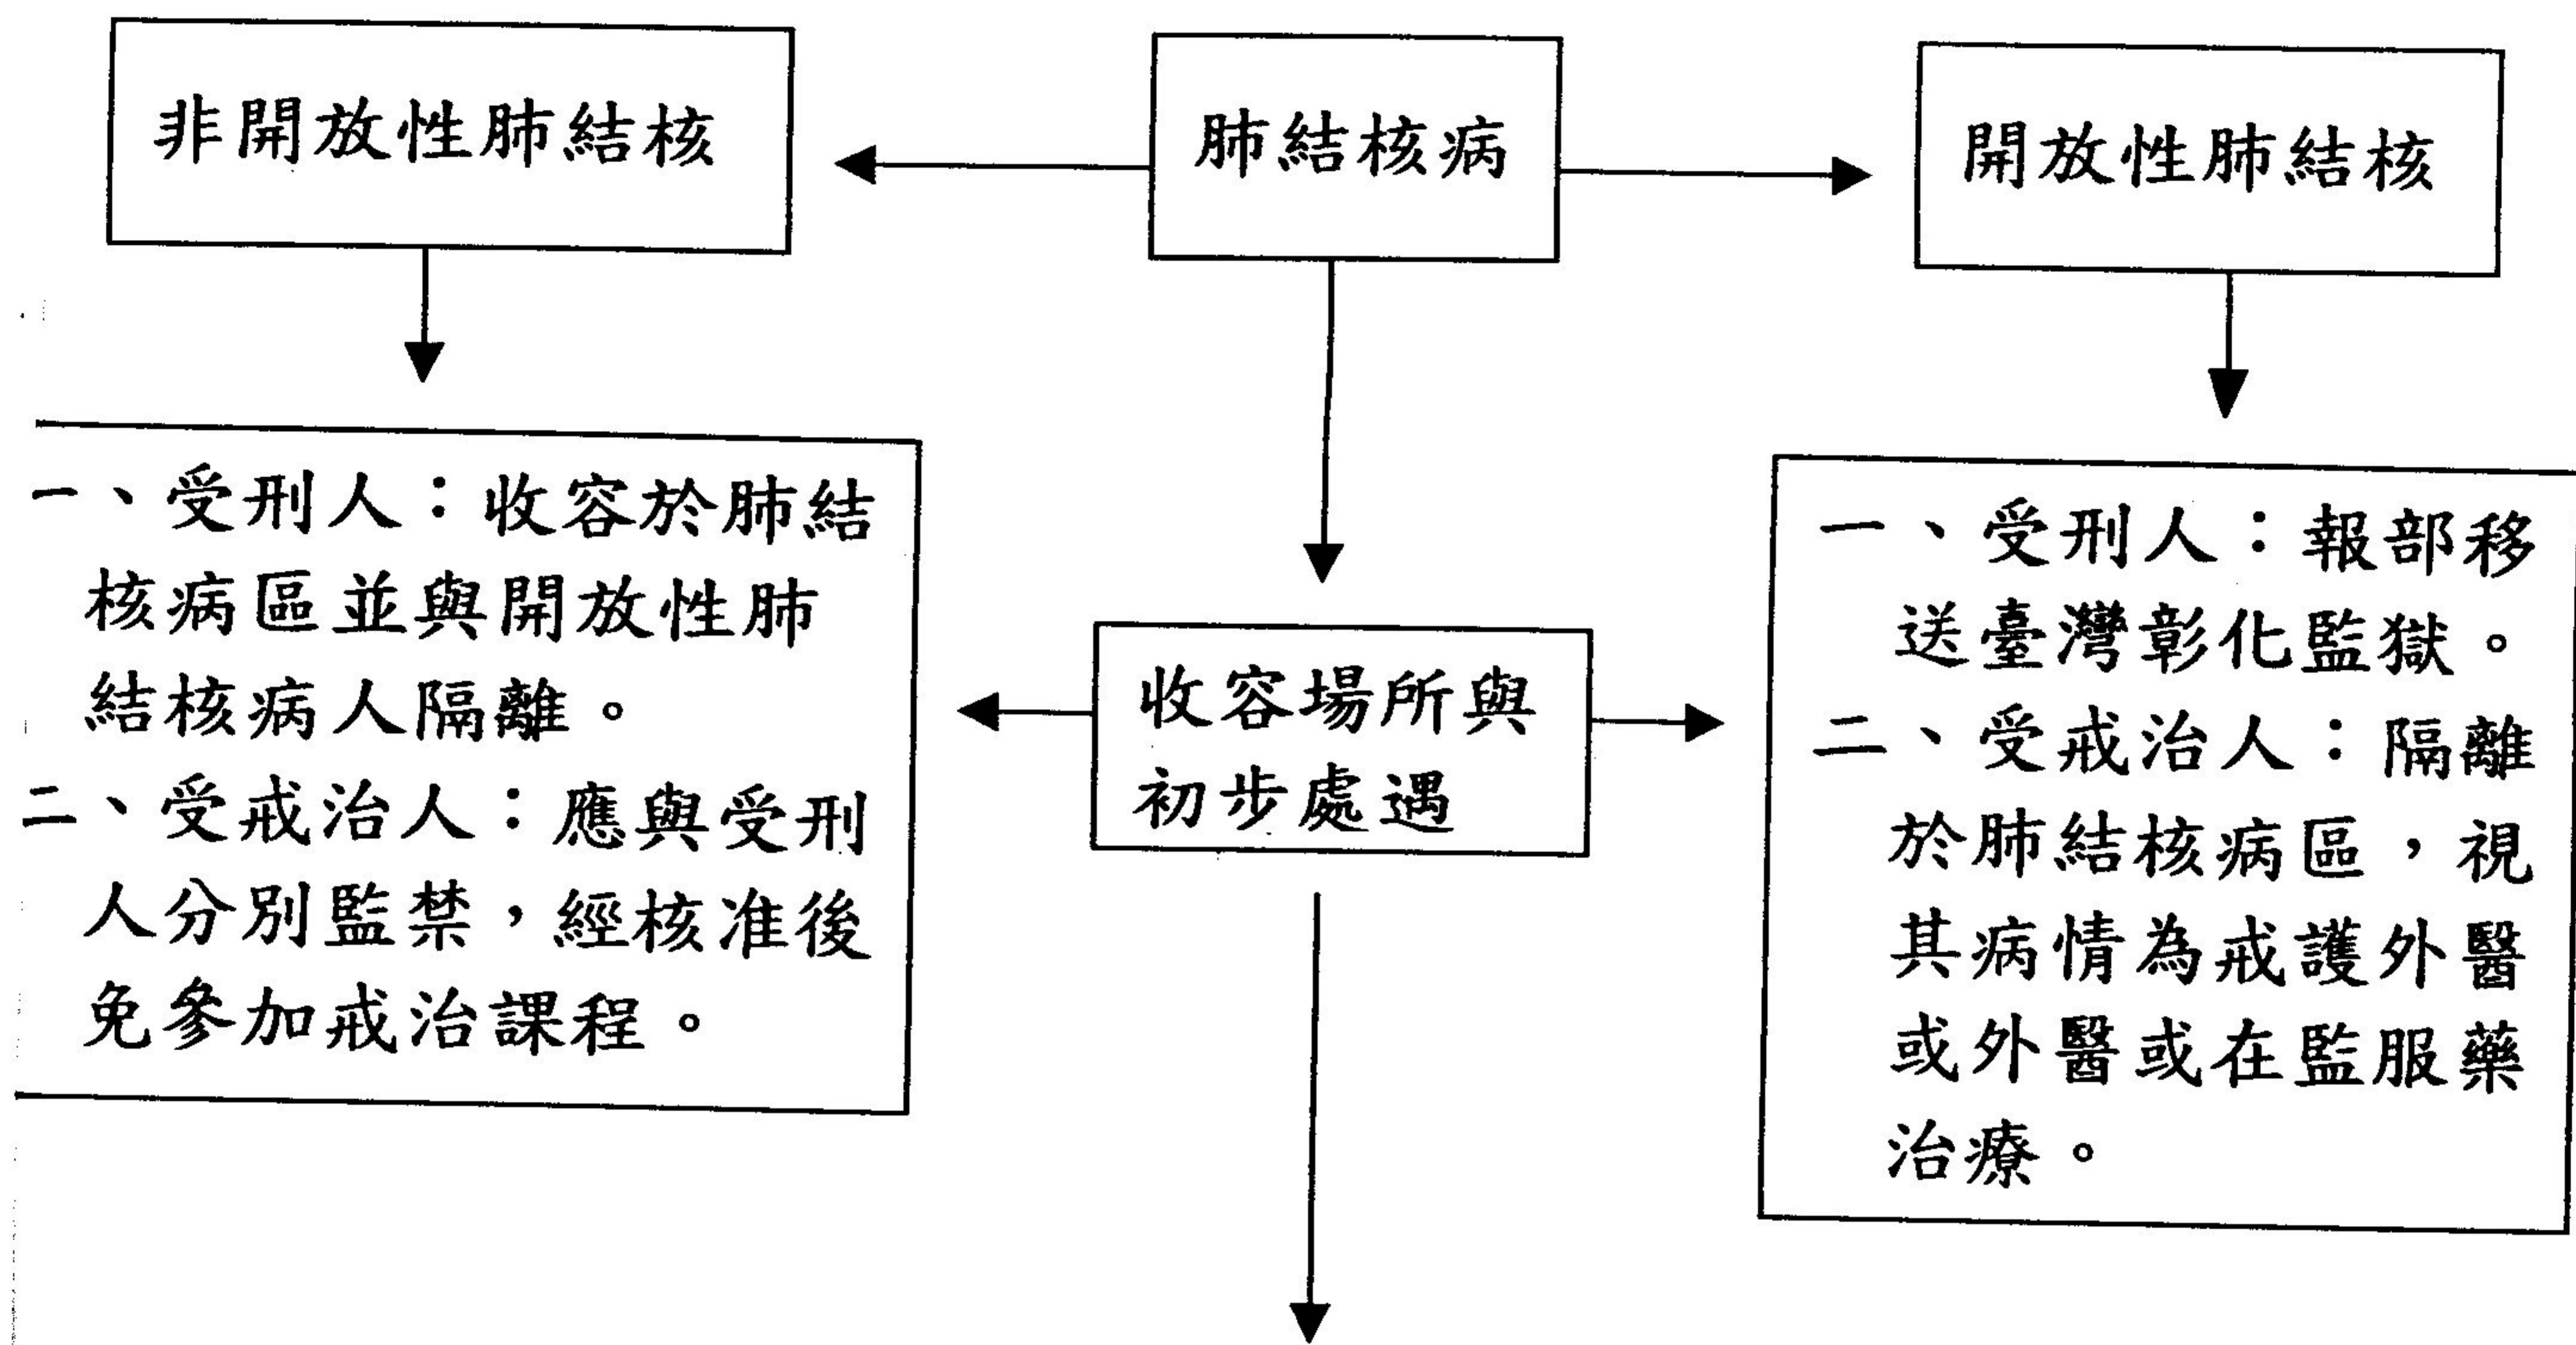 非開放性肺結核
肺結核病
開放性肺結核
一、受刑人：收容於肺結
核病區並與開放性肺
結核病人隔離。
二、受戒治人：應與受刑
人分別監禁，經核准後
免參加戒治課程。
收容場所與
初步處遇
一、受刑人：報部移
送臺灣彰化監獄。
二、受戒治人：隔離
於肺結核病區，視
其病情為戒護外醫
或外醫或在監服藥
治療。